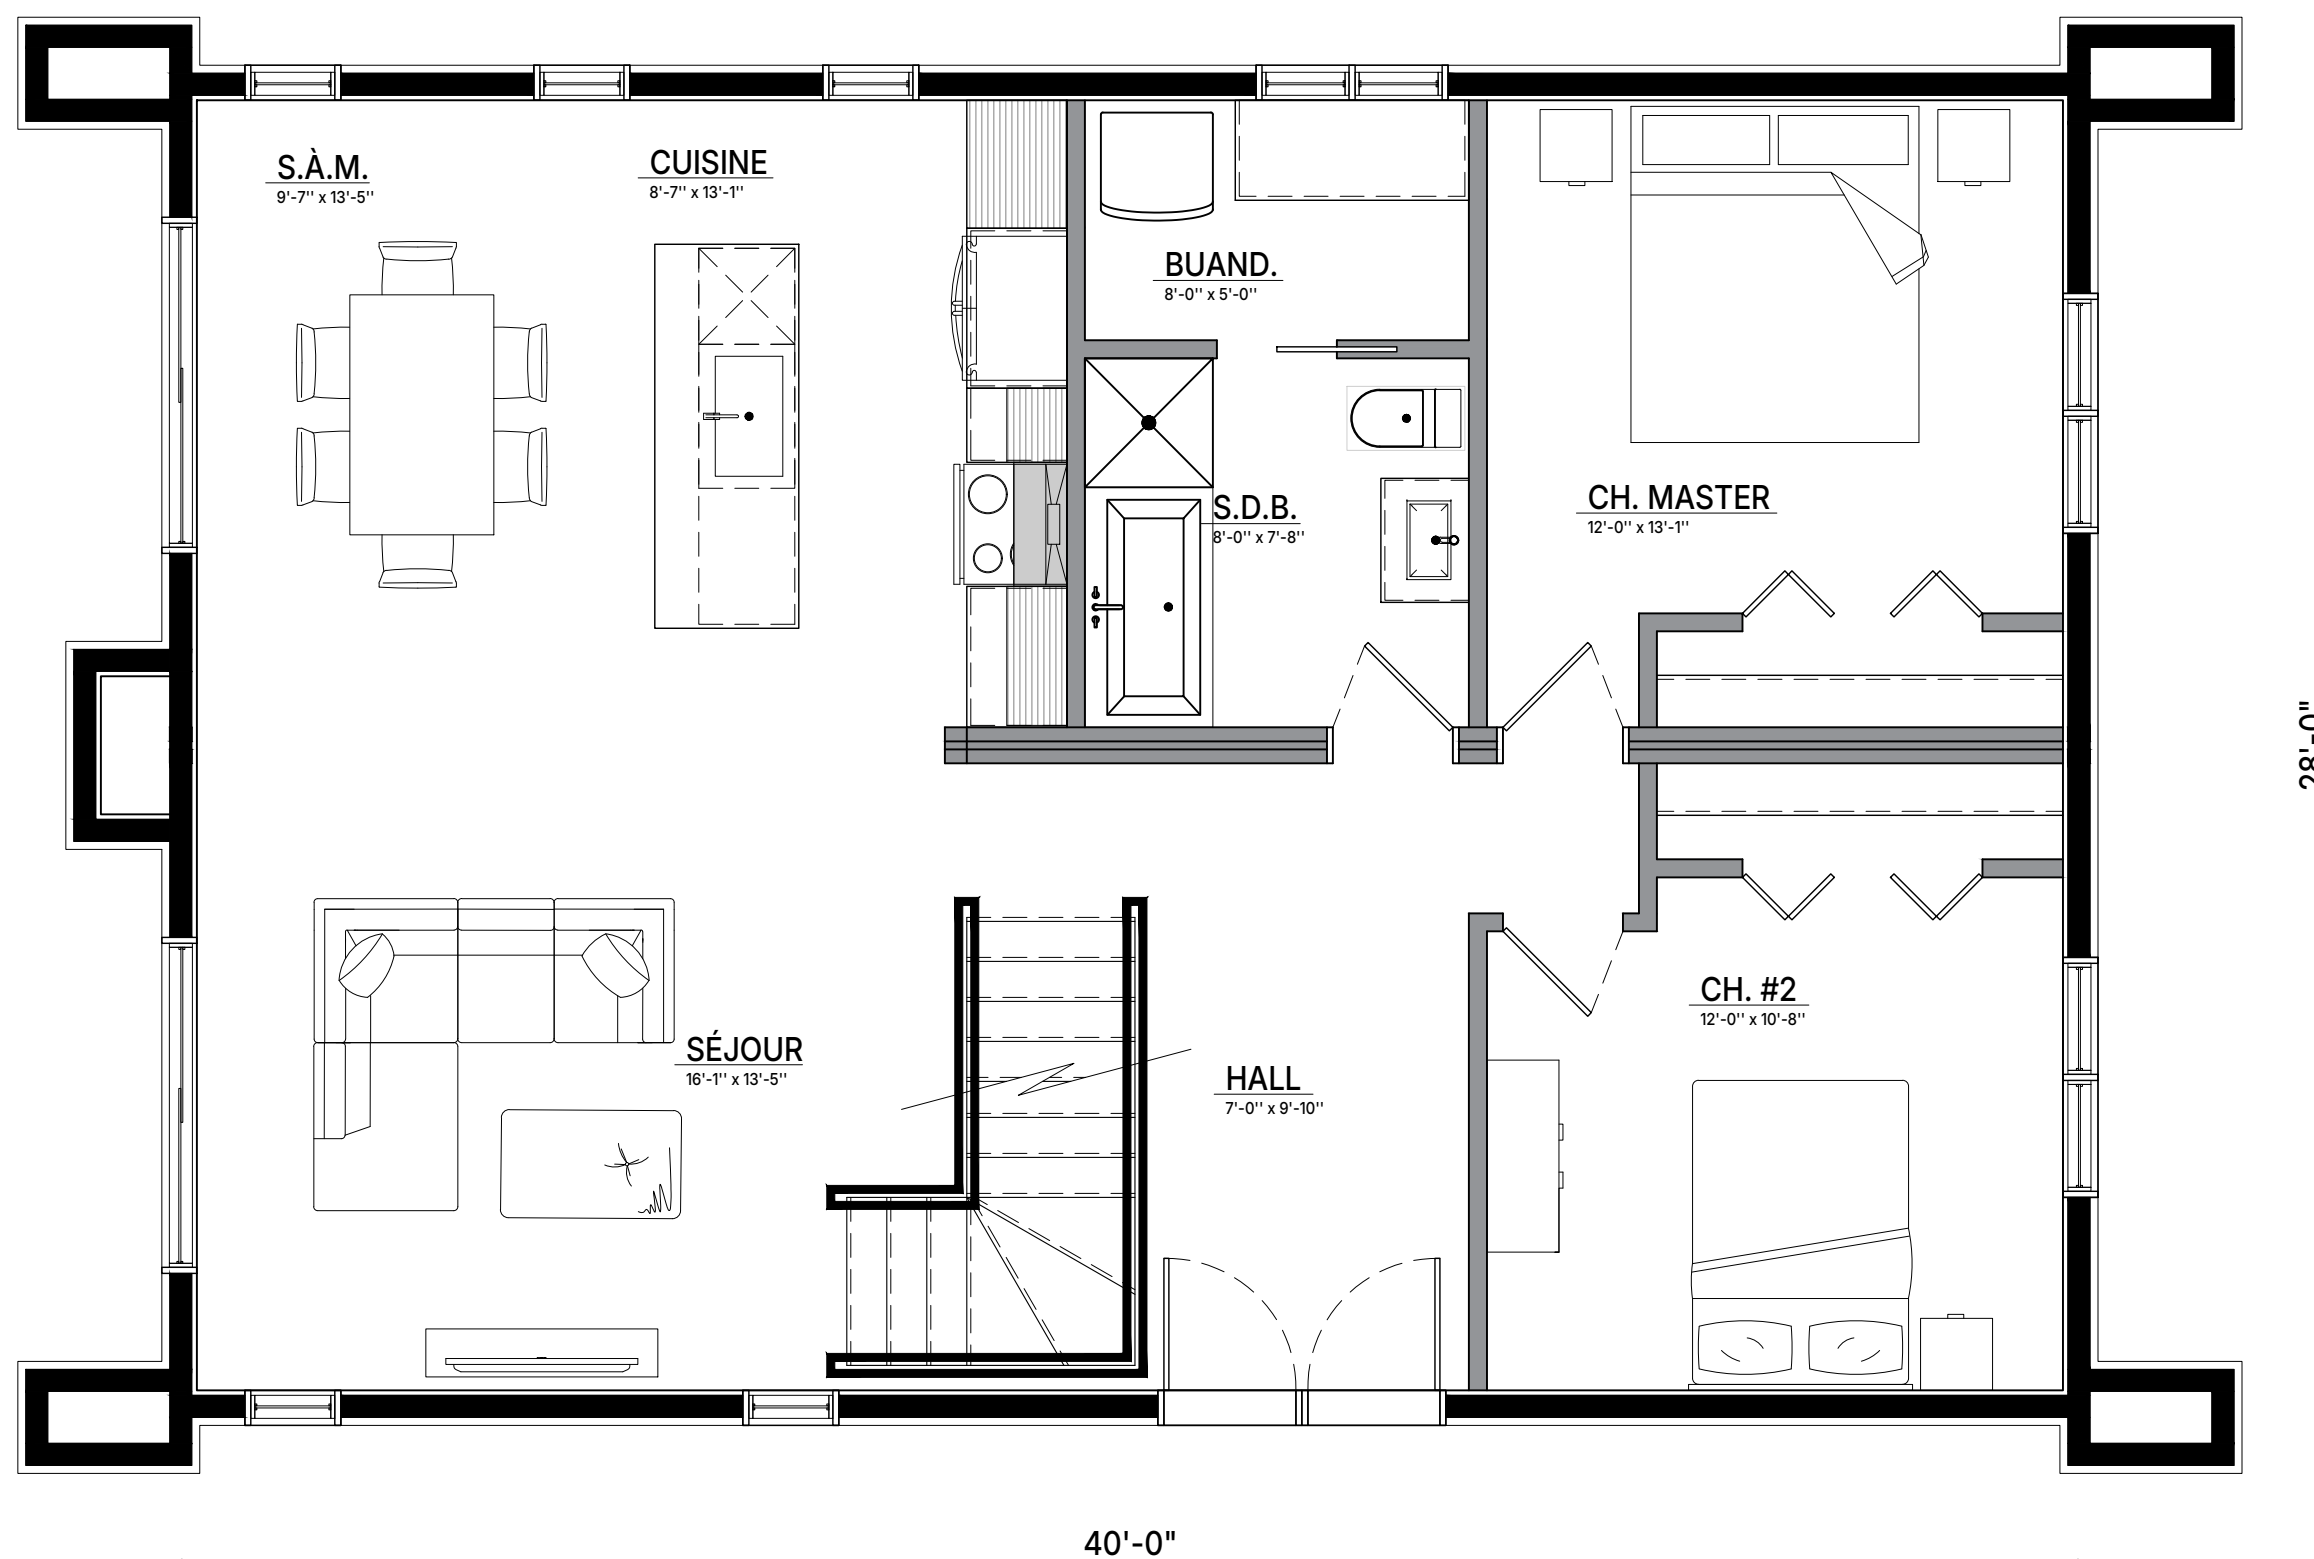 S.À.M.
9'-7'' x 13'-5''
CUISINE
8'-7'' x 13'-1''
BUAND.
8'-0'' x 5'-0''
S.D.B.
8'-0'' x 7'-8''
CH. MASTER
12'-0'' x 13'-1''
28'-0"
CH. #2
12'-0'' x 10'-8''
SÉJOUR
16'-1'' x 13'-5''
HALL
7'-0'' x 9'-10''
40'-0"